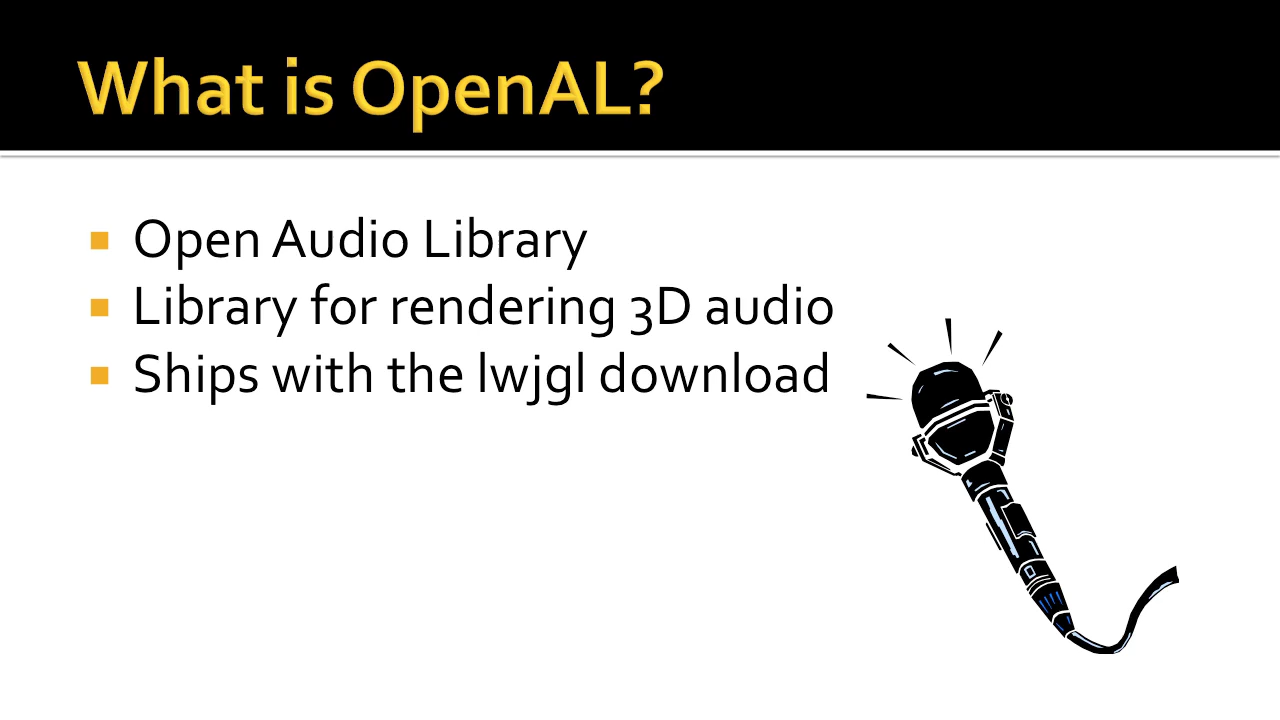 What is OpenAL?
Open Audio Library
Library for rendering 3D audio
Ships with the lwjgl download